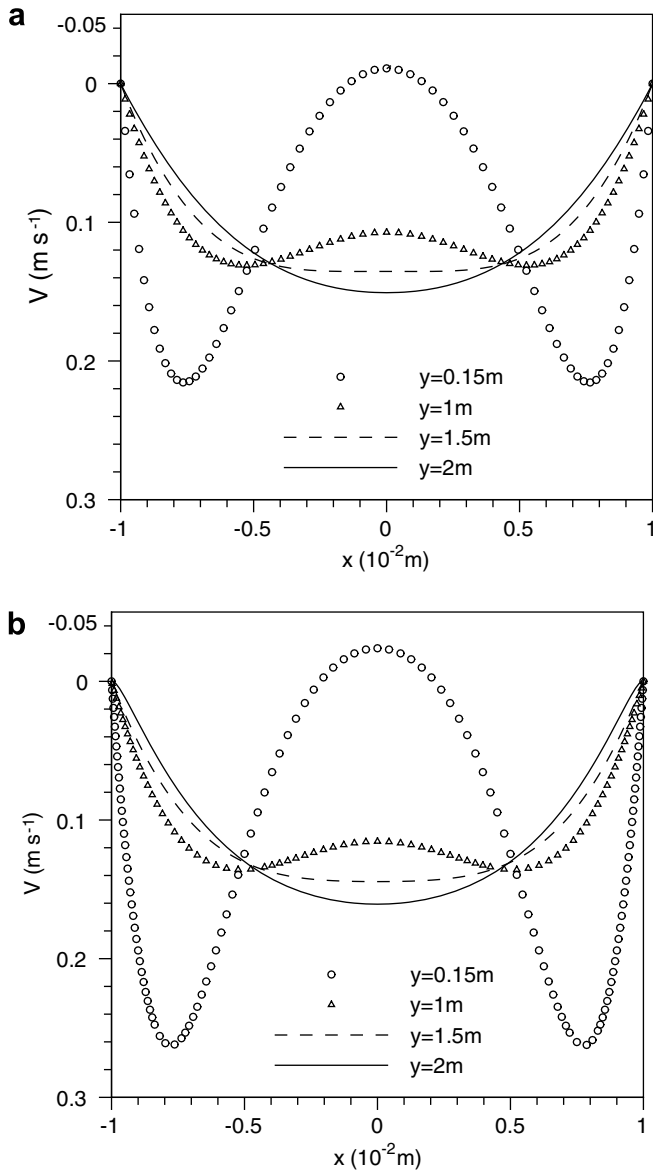 a
-0.05
0
0.1
0.2
0.3
V (m s-1)
y=0.15m
y=1m
y=1.5m
y=2m
-1 -0.5 0 0.5 1
x (10-2m)
b
-0.05
0
0.1
0.2
0.3
V (m s-1)
y=0.15m
y=1m
y=1.5m
y=2m
-1 -0.5 0 0.5 1
x (10-2m)